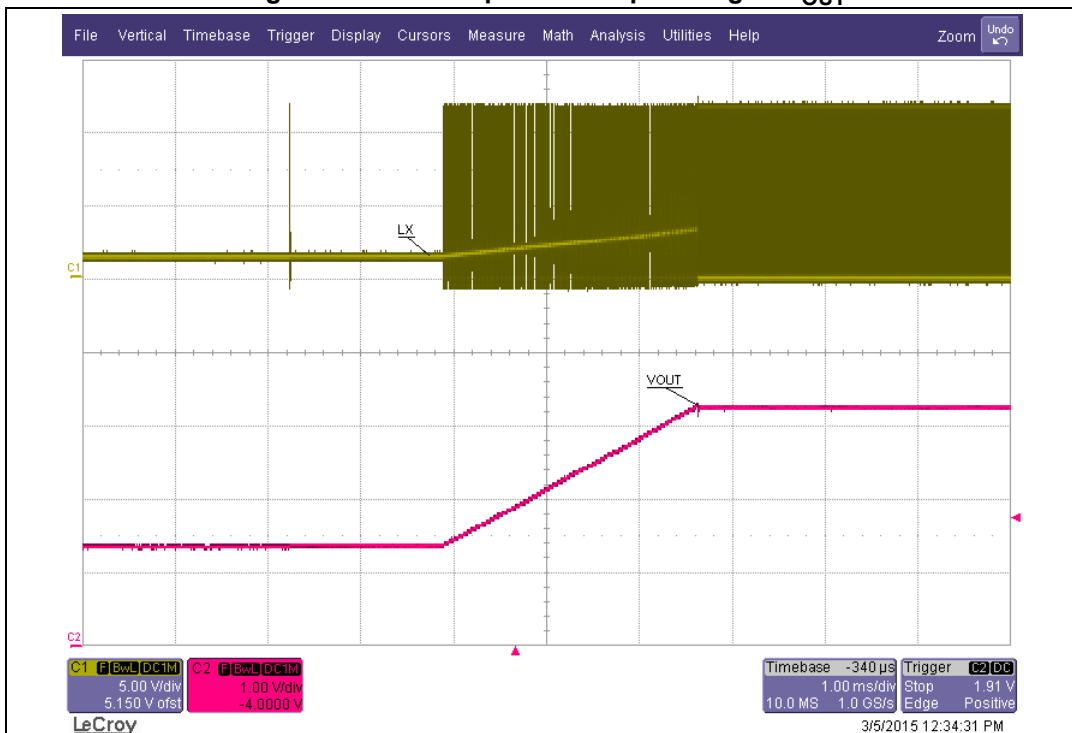 File Vertical Timebase Trigger Display Cursors Measure Math Analysis Utilities Help Zoom Undo
LX
C1
VOUT
C2
C1 F BwL DC1M
5.00 V/div
5.150 V ofst
C2 F BwL DC1M
1.00 V/div
-4.0000 V
Timebase -340 µs
1.00 ms/div
10.0 MS 1.0 GS/s
Trigger C2 DC
Stop 1.91 V
Edge Positive
LeCroy
3/5/2015 12:34:31 PM